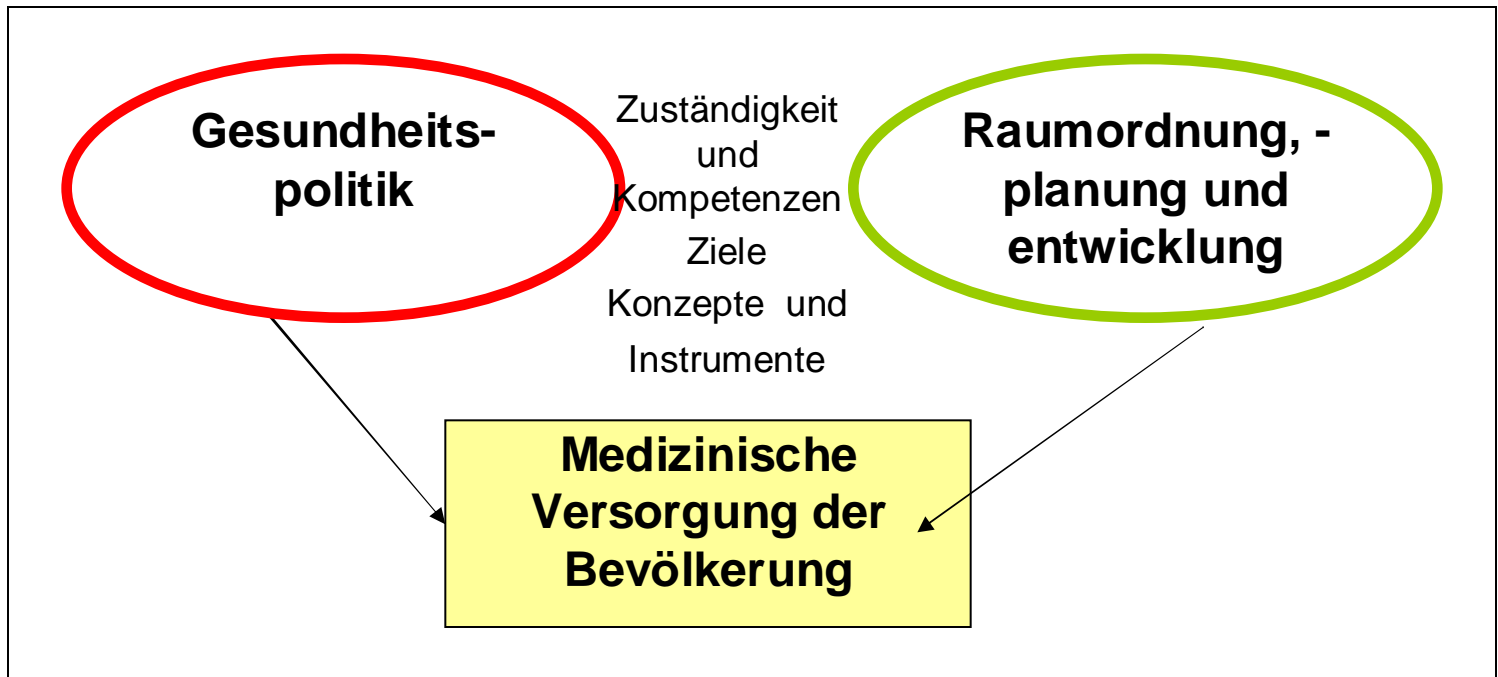 Gesundheits-
politik
Zuständigkeit
und
Kompetenzen
Ziele
Konzepte und
Instrumente
Raumordnung, -
planung und
entwicklung
Medizinische
Versorgung der
Bevölkerung